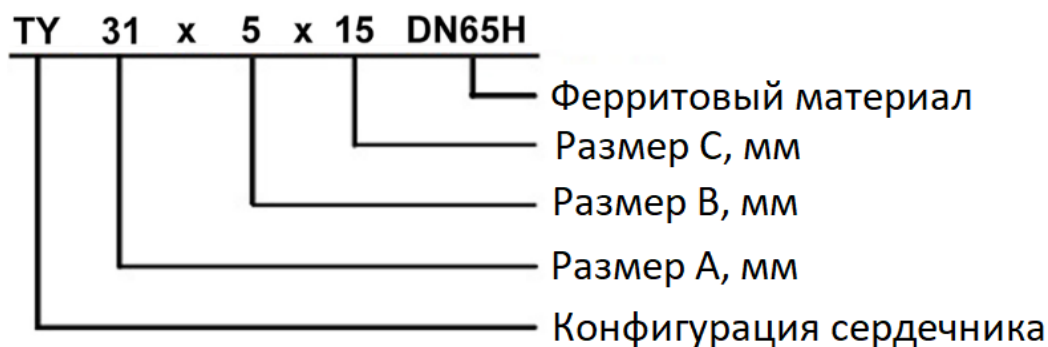 TY 31 x 5 x 15 DN65H
Ферритовый материал
Размер C, мм
Размер B, мм
Размер A, мм
Конфигурация сердечника